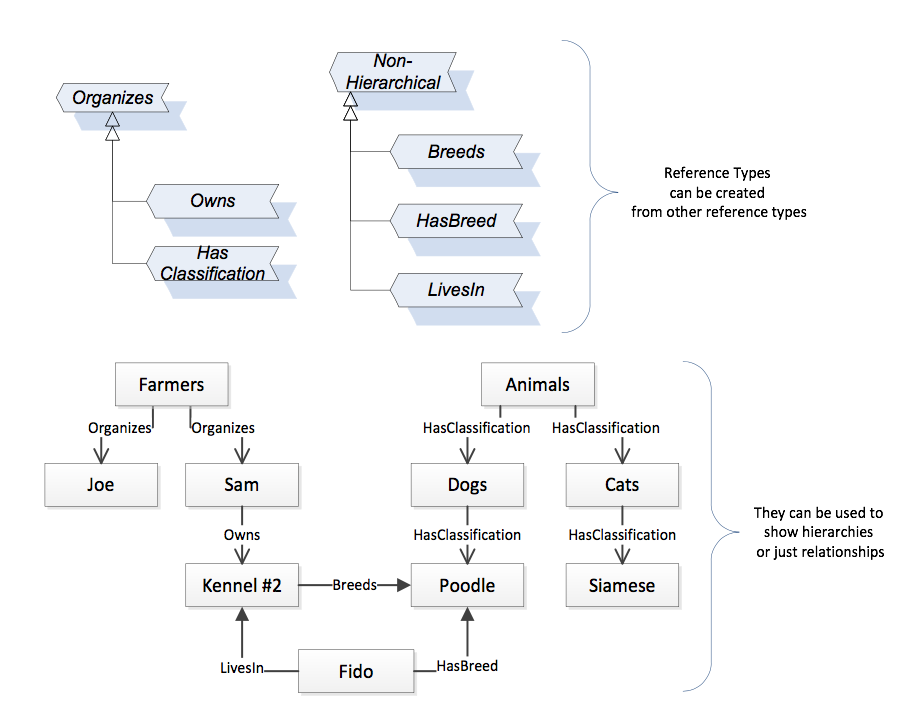 Non-
Hierarchical
Organizes
Breeds
Owns
HasBreed
Has
Classification
LivesIn
Reference Types
can be created
from other reference types
Farmers
Animals
Organizes
Organizes
HasClassification
HasClassification
Joe
Sam
Dogs
Cats
Owns
HasClassification
HasClassification
Kennel #2
Breeds
Poodle
Siamese
LivesIn
Fido
HasBreed
They can be used to
show hierarchies
or just relationships